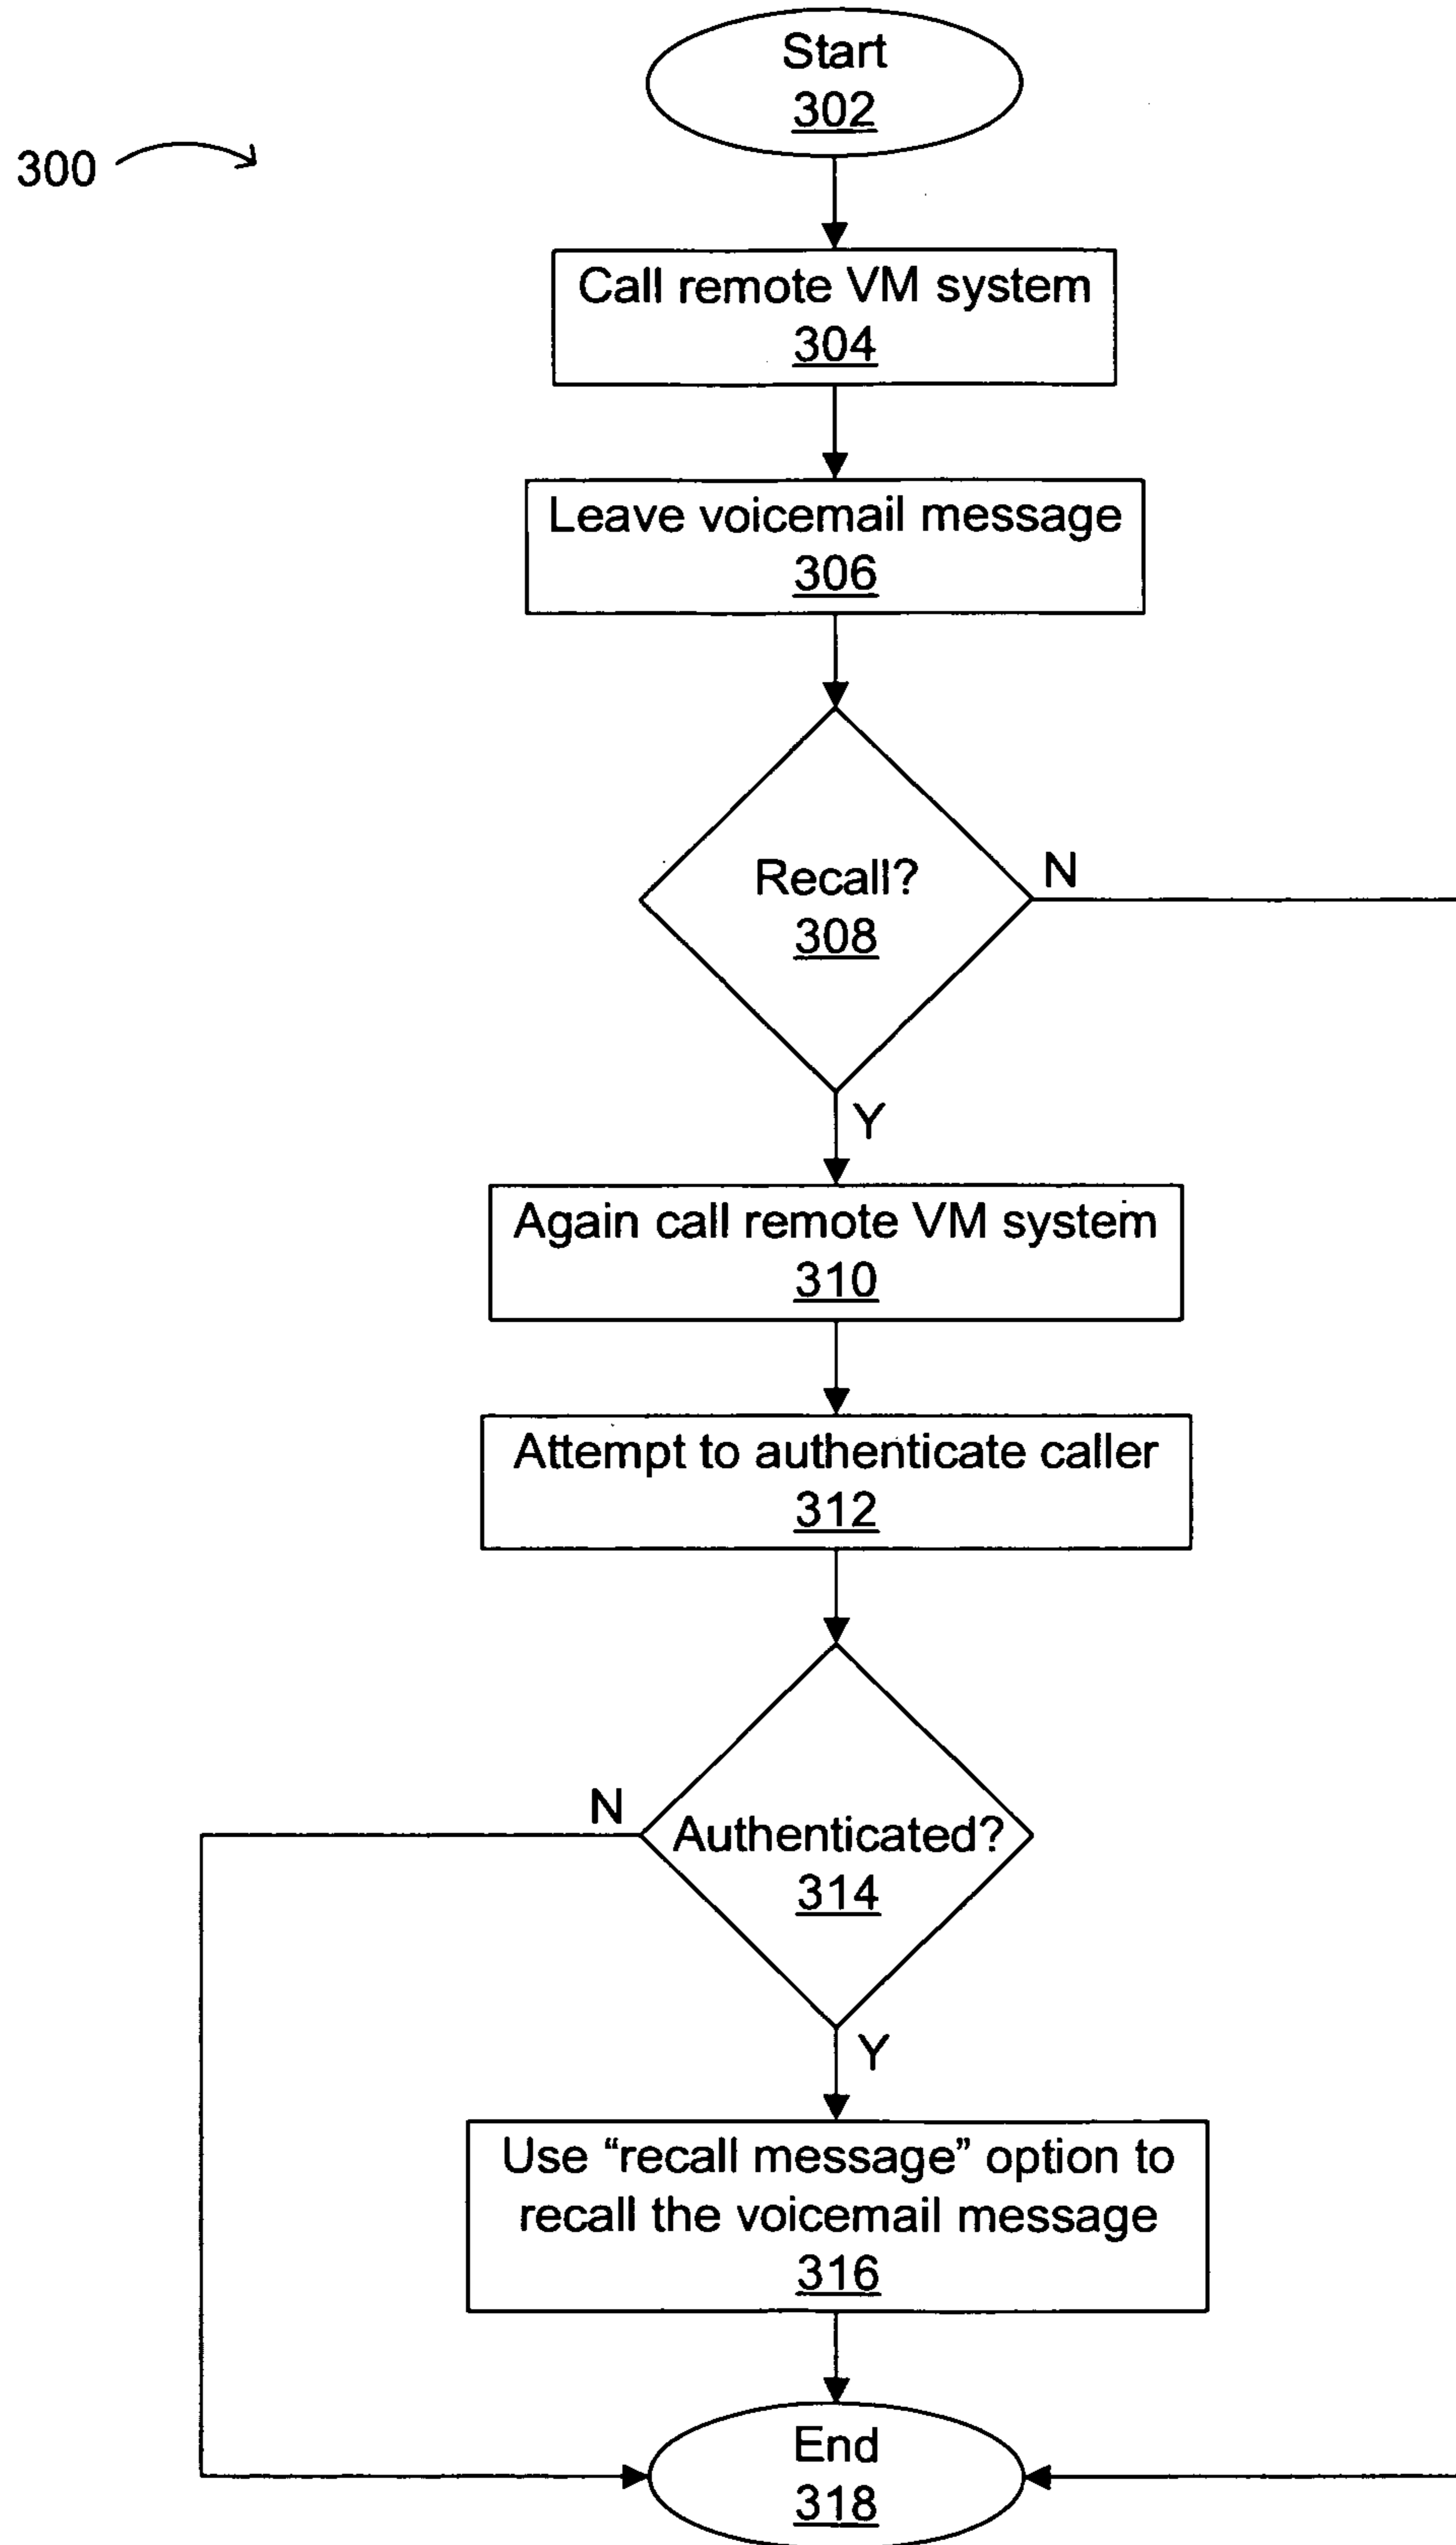 Start
302
300
Call remote VM system
304
Leave voicemail message
306
Recall?
308
N
Y
Again call remote VM system
310
Attempt to authenticate caller
312
N
Authenticated?
314
Y
Use “recall message” option to
recall the voicemail message
316
End
318